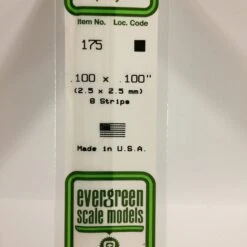 Item No. Loc. Code
175
.100 x .100"
(2.5 x 2.5 mm)
8 Strips
Made in U.S.A.
evergreen
scale models